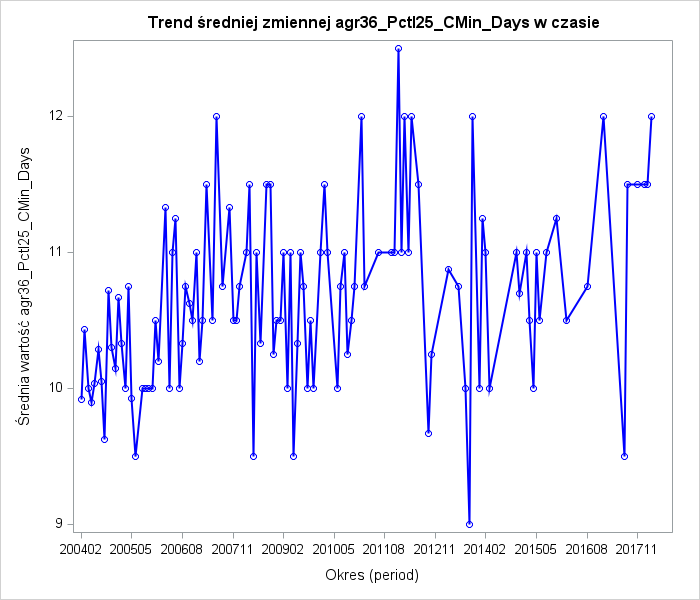 Trend średniej zmiennej agr36_Pctl25_CMin_Days w czasie
Średnia wartość agr36_Pctl25_CMin_Days
12
11
10
9
200402 200505 200608 200711 200902 201005 201108 201211 201402 201505 201608 201711
Okres (period)